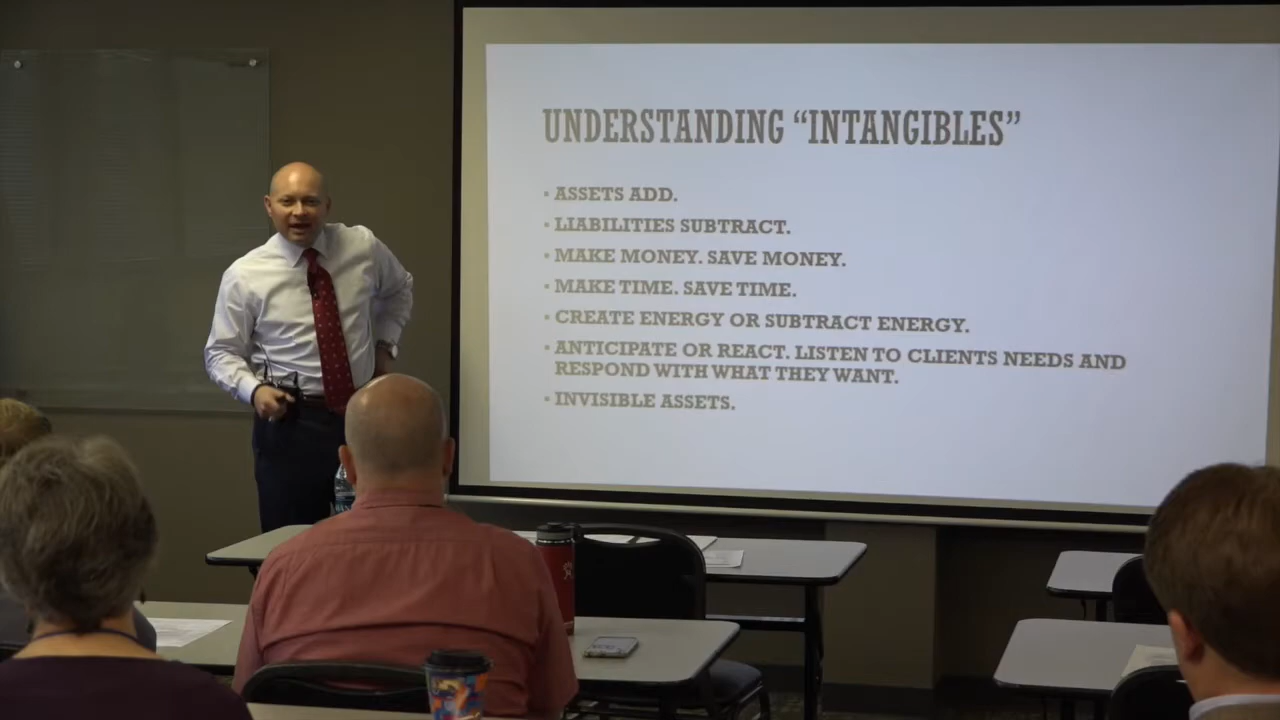 UNDERSTANDING “INTANGIBLES”
▪ ASSETS ADD.
▪ LIABILITIES SUBTRACT.
▪ MAKE MONEY. SAVE MONEY.
▪ MAKE TIME. SAVE TIME.
▪ CREATE ENERGY OR SUBTRACT ENERGY.
▪ ANTICIPATE OR REACT. LISTEN TO CLIENTS NEEDS AND
RESPOND WITH WHAT THEY WANT.
▪ INVISIBLE ASSETS.